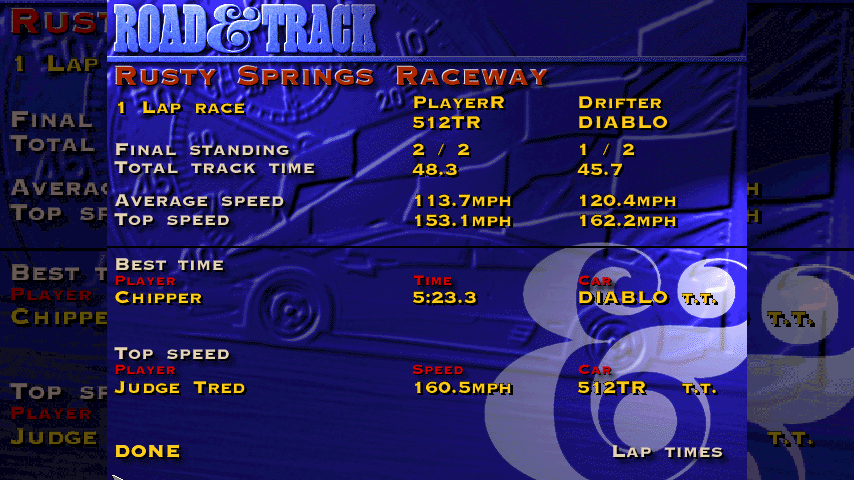 ROAD & TRACK
RUSTY SPRINGS RACEWAY
1 LAP RACE PLAYERR DRIFTER
512TR DIABLO
FINAL STANDING 2 / 2 1 / 2
TOTAL TRACK TIME 48.3 45.7
AVERAGE SPEED 113.7MPH 120.4MPH
TOP SPEED 153.1MPH 162.2MPH
BEST TIME
PLAYER TIME CAR
CHIPPER 5:23.3 DIABLO T.T.
TOP SPEED
PLAYER SPEED CAR
JUDGE TRED 160.5MPH 512TR T.T.
DONE LAP TIMES